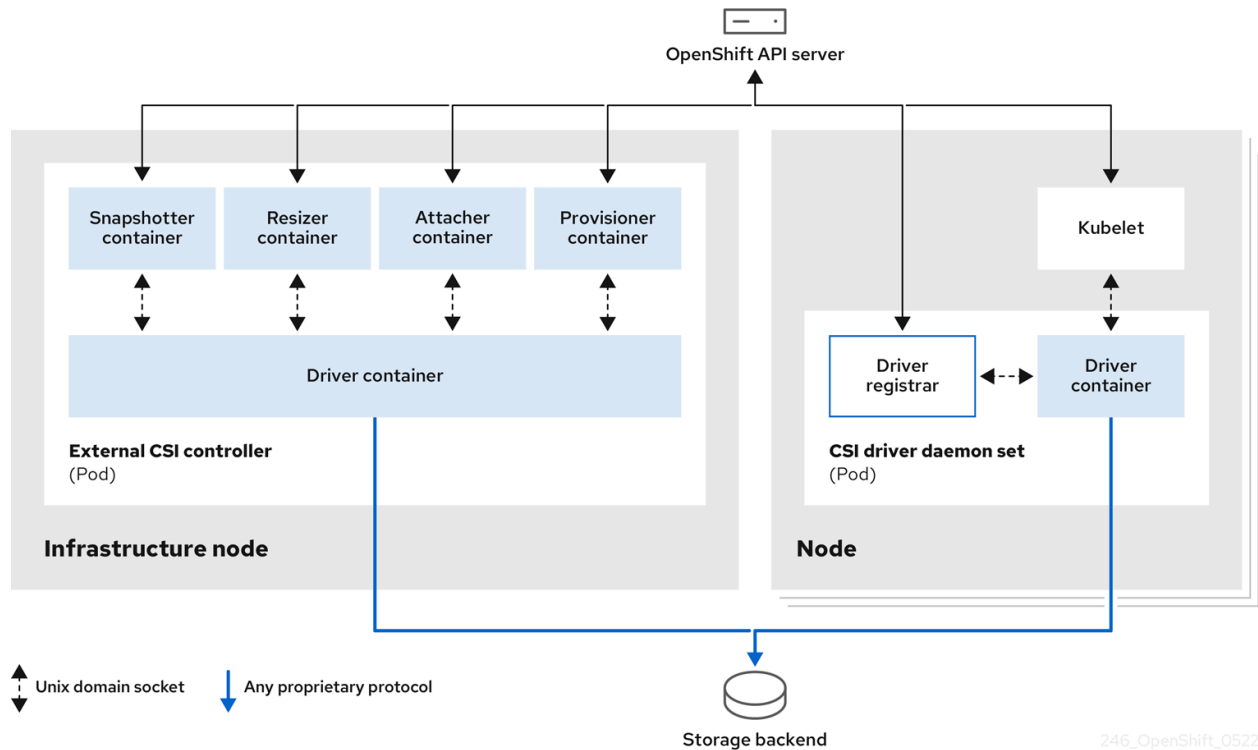 OpenShift API server
Snapshotter
container
Resizer
container
Attacher
container
Provisioner
container
Kubelet
Driver container
Driver
registrar
Driver
container
External CSI controller
(Pod)
CSI driver daemon set
(Pod)
Infrastructure node
Node
Unix domain socket
Any proprietary protocol
Storage backend
246_OpenShift_0522